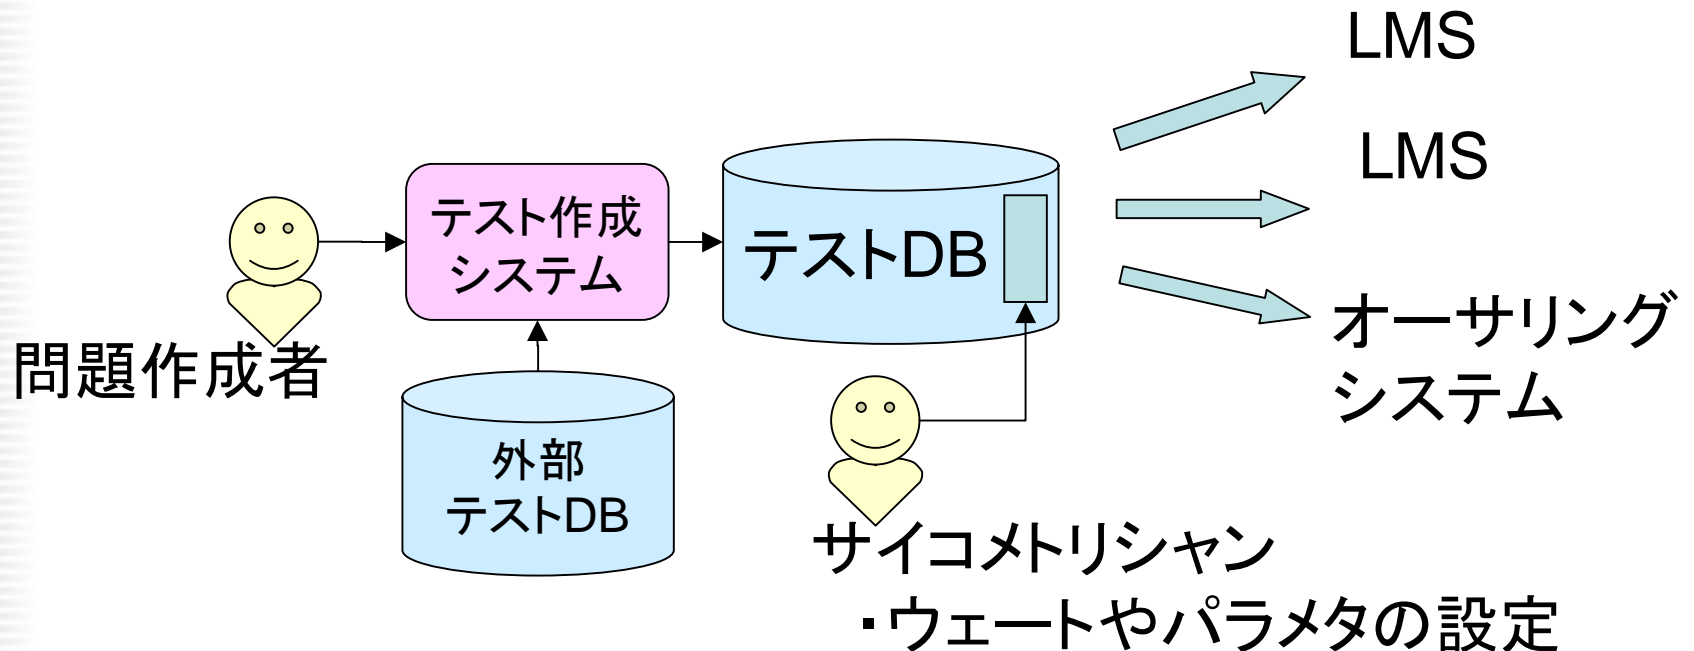 LMS
LMS
テスト作成
システム
テストDB
オーサリング
システム
問題作成者
外部
テストDB
サイコメトリシャン
・ウェートやパラメタの設定